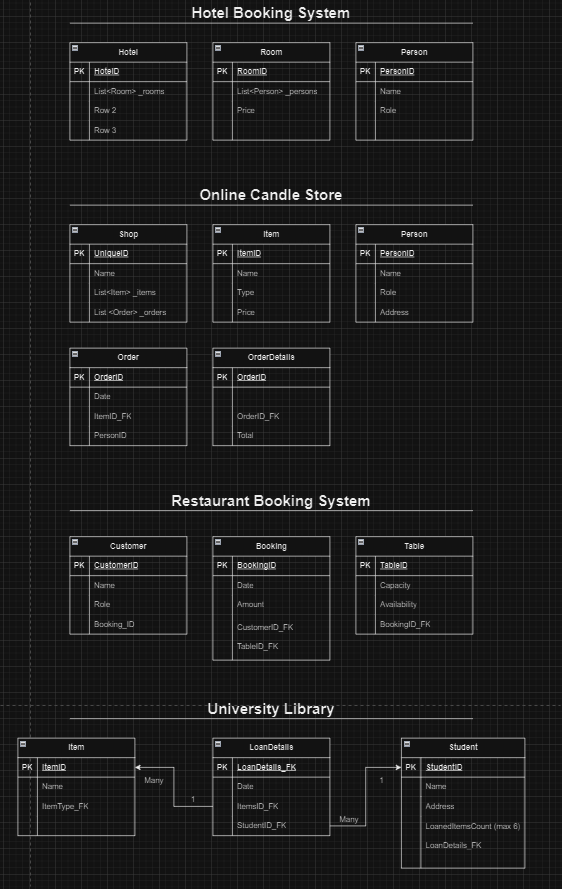 Hotel Booking System
Hotel
PK HotelD
List<Room> _rooms
Row 2
Row 3
Room
PK RoomID
List<Person> _persons
Price
Person
PK PersonID
Name
Role
Online Candle Store
Shop
PK UniqueID
Name
List<Item> _items
List <Order> _orders
Item
PK ItemID
Name
Type
Price
Person
PK PersonID
Name
Role
Address
Order
PK OrderID
Date
ItemID_FK
PersonID
OrderDetails
PK OrderID
OrderID_FK
Total
Restaurant Booking System
Customer
PK CustomerID
Name
Role
Booking_ID
Booking
PK BookingID
Date
Amount
CustomerID_FK
TableID_FK
Table
PK TableID
Capacity
Availability
BookingID_FK
University Library
Item
PK ItemID
Name
ItemType_FK
Many
1
LoanDetails
PK LoanDetails_FK
Date
ItemsID_FK
StudentID_FK
Many
1
Student
PK StudentID
Name
Address
LoanedItemsCount (max 6)
LoanDetails_FK